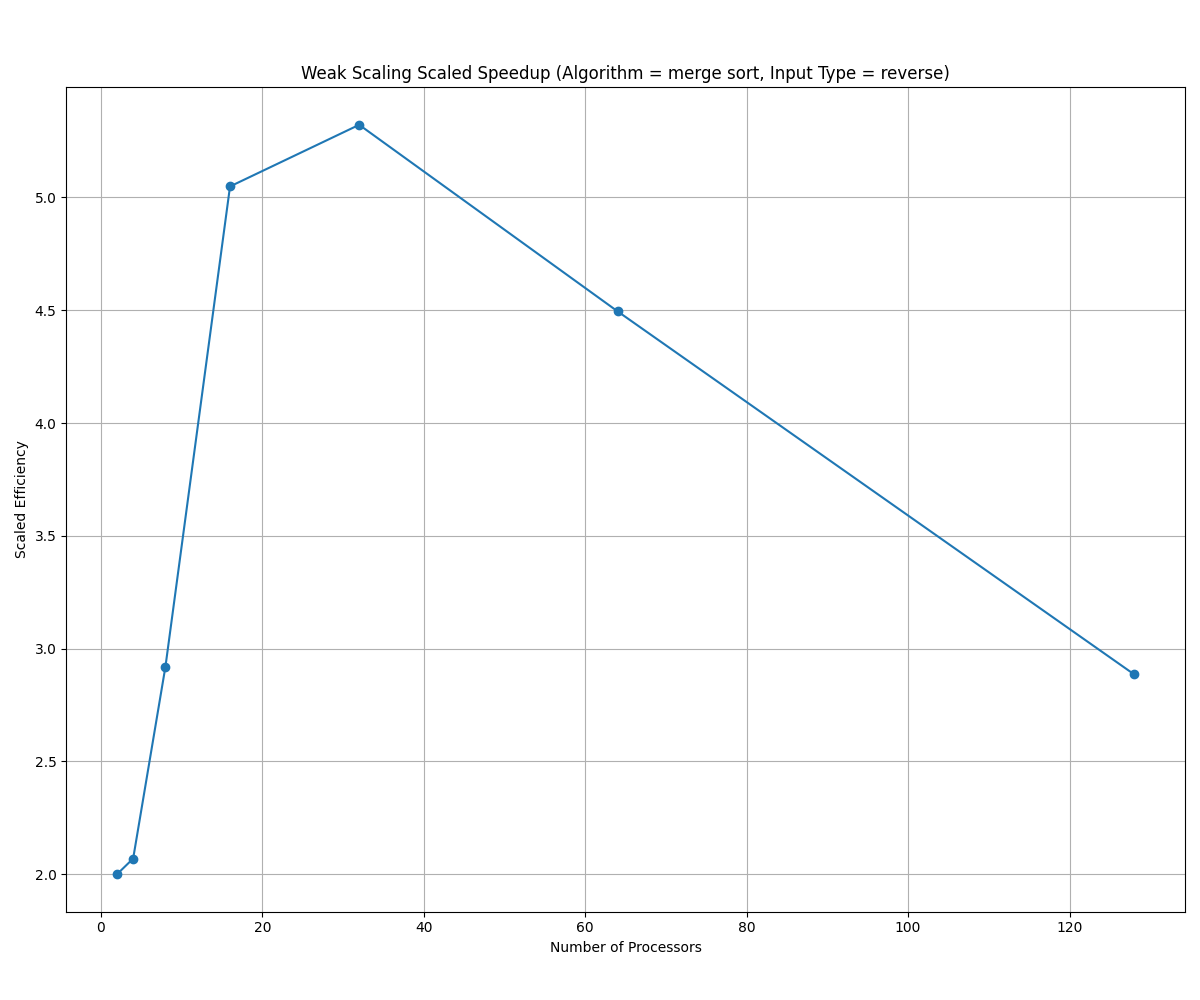 Weak Scaling Scaled Speedup (Algorithm = merge sort, Input Type = reverse)
Scaled Efficiency
5.0
4.5
4.0
3.5
3.0
2.5
2.0
0 20 40 60 80 100 120
Number of Processors